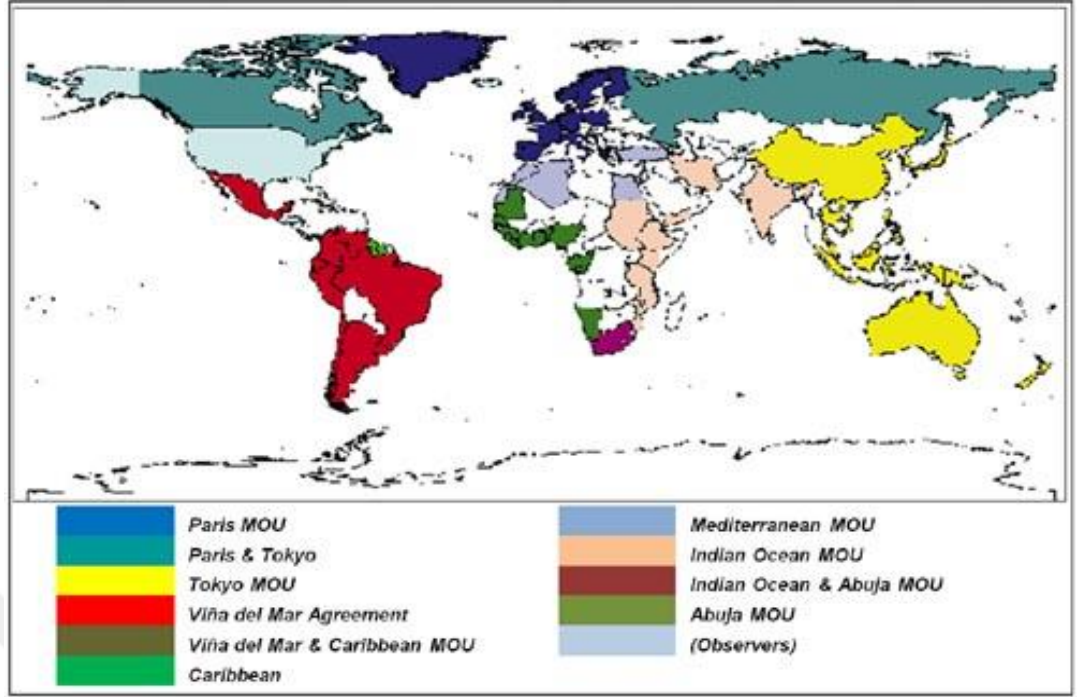 Paris MOU
Paris & Tokyo
Tokyo MOU
Viña del Mar Agreement
Viña del Mar & Caribbean MOU
Caribbean
Mediterranean MOU
Indian Ocean MOU
Indian Ocean & Abuja MOU
Abuja MOU
(Observers)